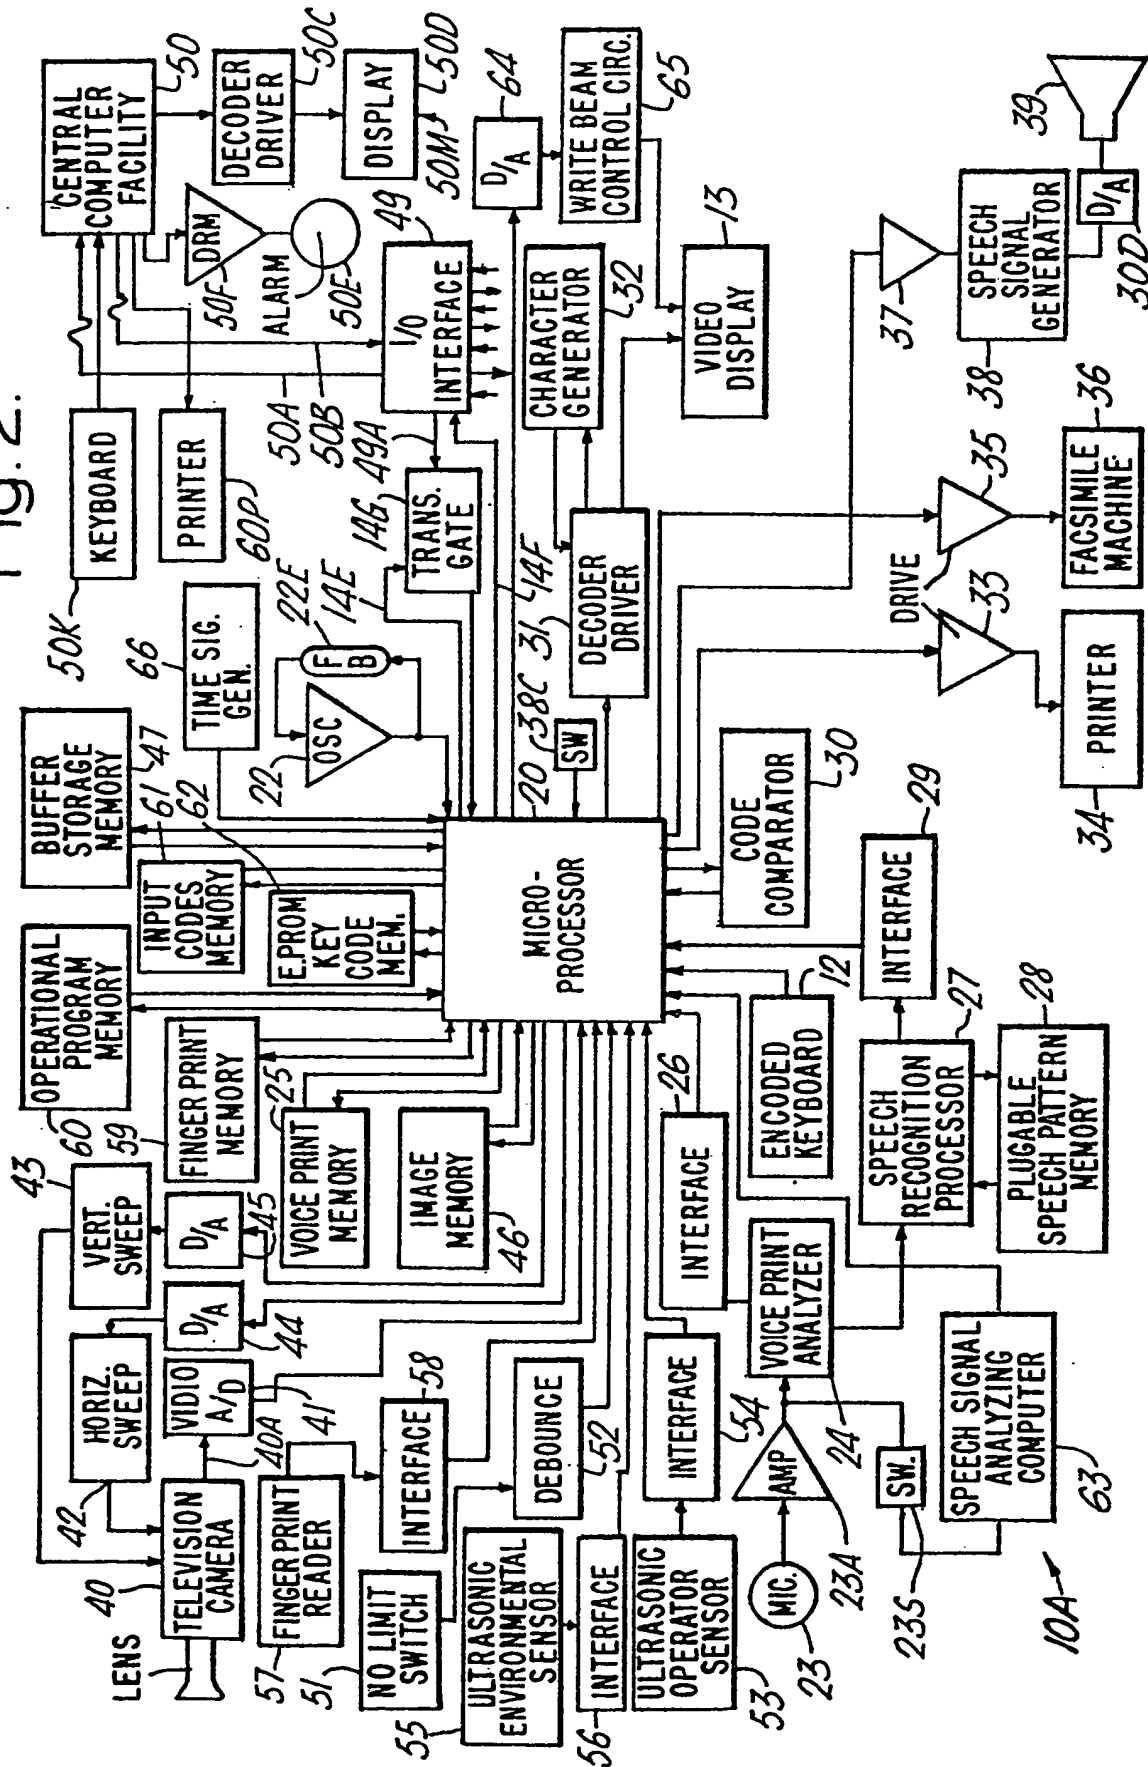 Fig. 2.
LENS
40
TELEVISION
CAMERA
42
HORIZ.
SWEEP
VERT.
SWEEP
43
40A
VIDIO
A/D
41
D/A
44
D/A
45
60
OPERATIONAL
PROGRAM
MEMORY
BUFFER
STORAGE
MEMORY
47
59
FINGER PRINT
MEMORY
INPUT
CODES
MEMORY
61
E.PROM
KEY
CODE
MEM.
62
66
TIME SIG.
GEN.
50K
KEYBOARD
PRINTER
60P
CENTRAL
COMPUTER
FACILITY
50
DECODER
DRIVER
50C
DISPLAY
50D
50M
DRM
50F
ALARM
50E
50A
50B
57
FINGER PRINT
READER
INTERFACE
58
25
VOICE PRINT
MEMORY
IMAGE
MEMORY
46
22
OSC
F
B
22E
14E
14G
TRANS.
GATE
49A
I/O
INTERFACE
49
D/A
64
WRITE BEAM
CONTROL CIRC.
65
51
NO LIMIT
SWITCH
DEBOUNCE
52
55
ULTRASONIC
ENVIRONMENTAL
SENSOR
56
INTERFACE
MICRO-
PROCESSOR
20
SW
38C
14F
31
DECODER
DRIVER
CHARACTER
GENERATOR
32
VIDEO
DISPLAY
13
ULTRASONIC
OPERATOR
SENSOR
53
INTERFACE
54
INTERFACE
26
ENCODED
KEYBOARD
12
CODE
COMPARATOR
30
23
MIC.
AMP
23A
VOICE PRINT
ANALYZER
24
SPEECH
RECOGNITION
PROCESSOR
27
INTERFACE
29
PLUGABLE
SPEECH PATTERN
MEMORY
28
23S
SW.
SPEECH SIGNAL
ANALYZING
COMPUTER
63
DRIVE
33
34
PRINTER
35
FACSIMILE
MACHINE
36
37
38
SPEECH
SIGNAL
GENERATOR
D/A
30D
39
10A